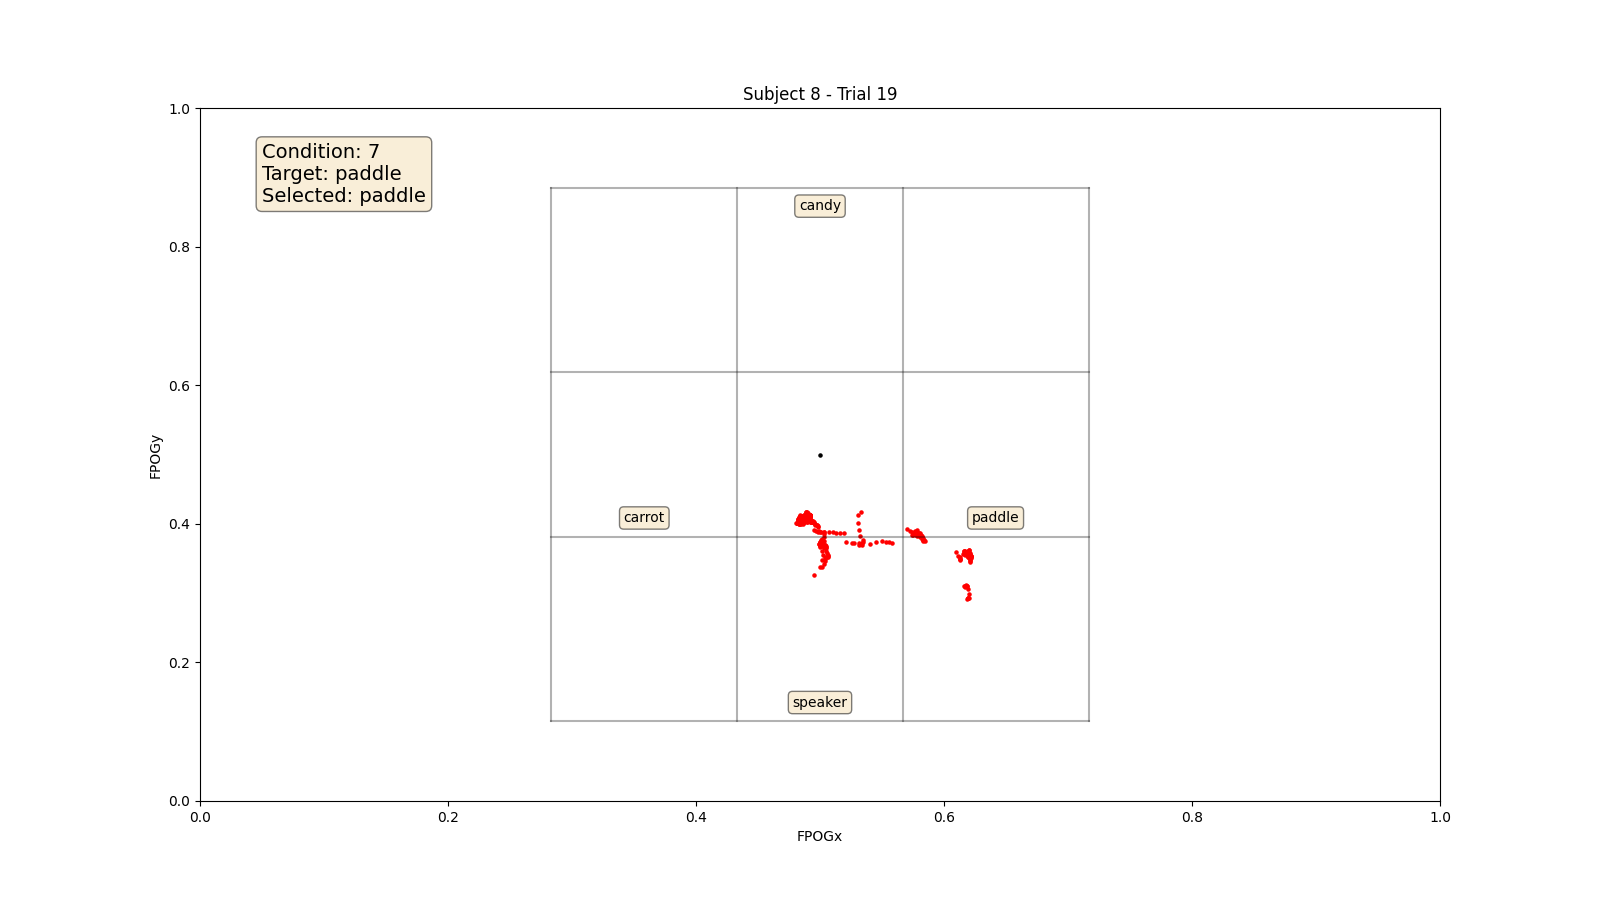 Subject 8 - Trial 19
1.0
Condition: 7
Target: paddle
Selected: paddle
candy
0.8
0.6
FPOGy
carrot
paddle
0.4
0.2
speaker
0.0
0.0
0.2
0.4
0.6
0.8
1.0
FPOGx